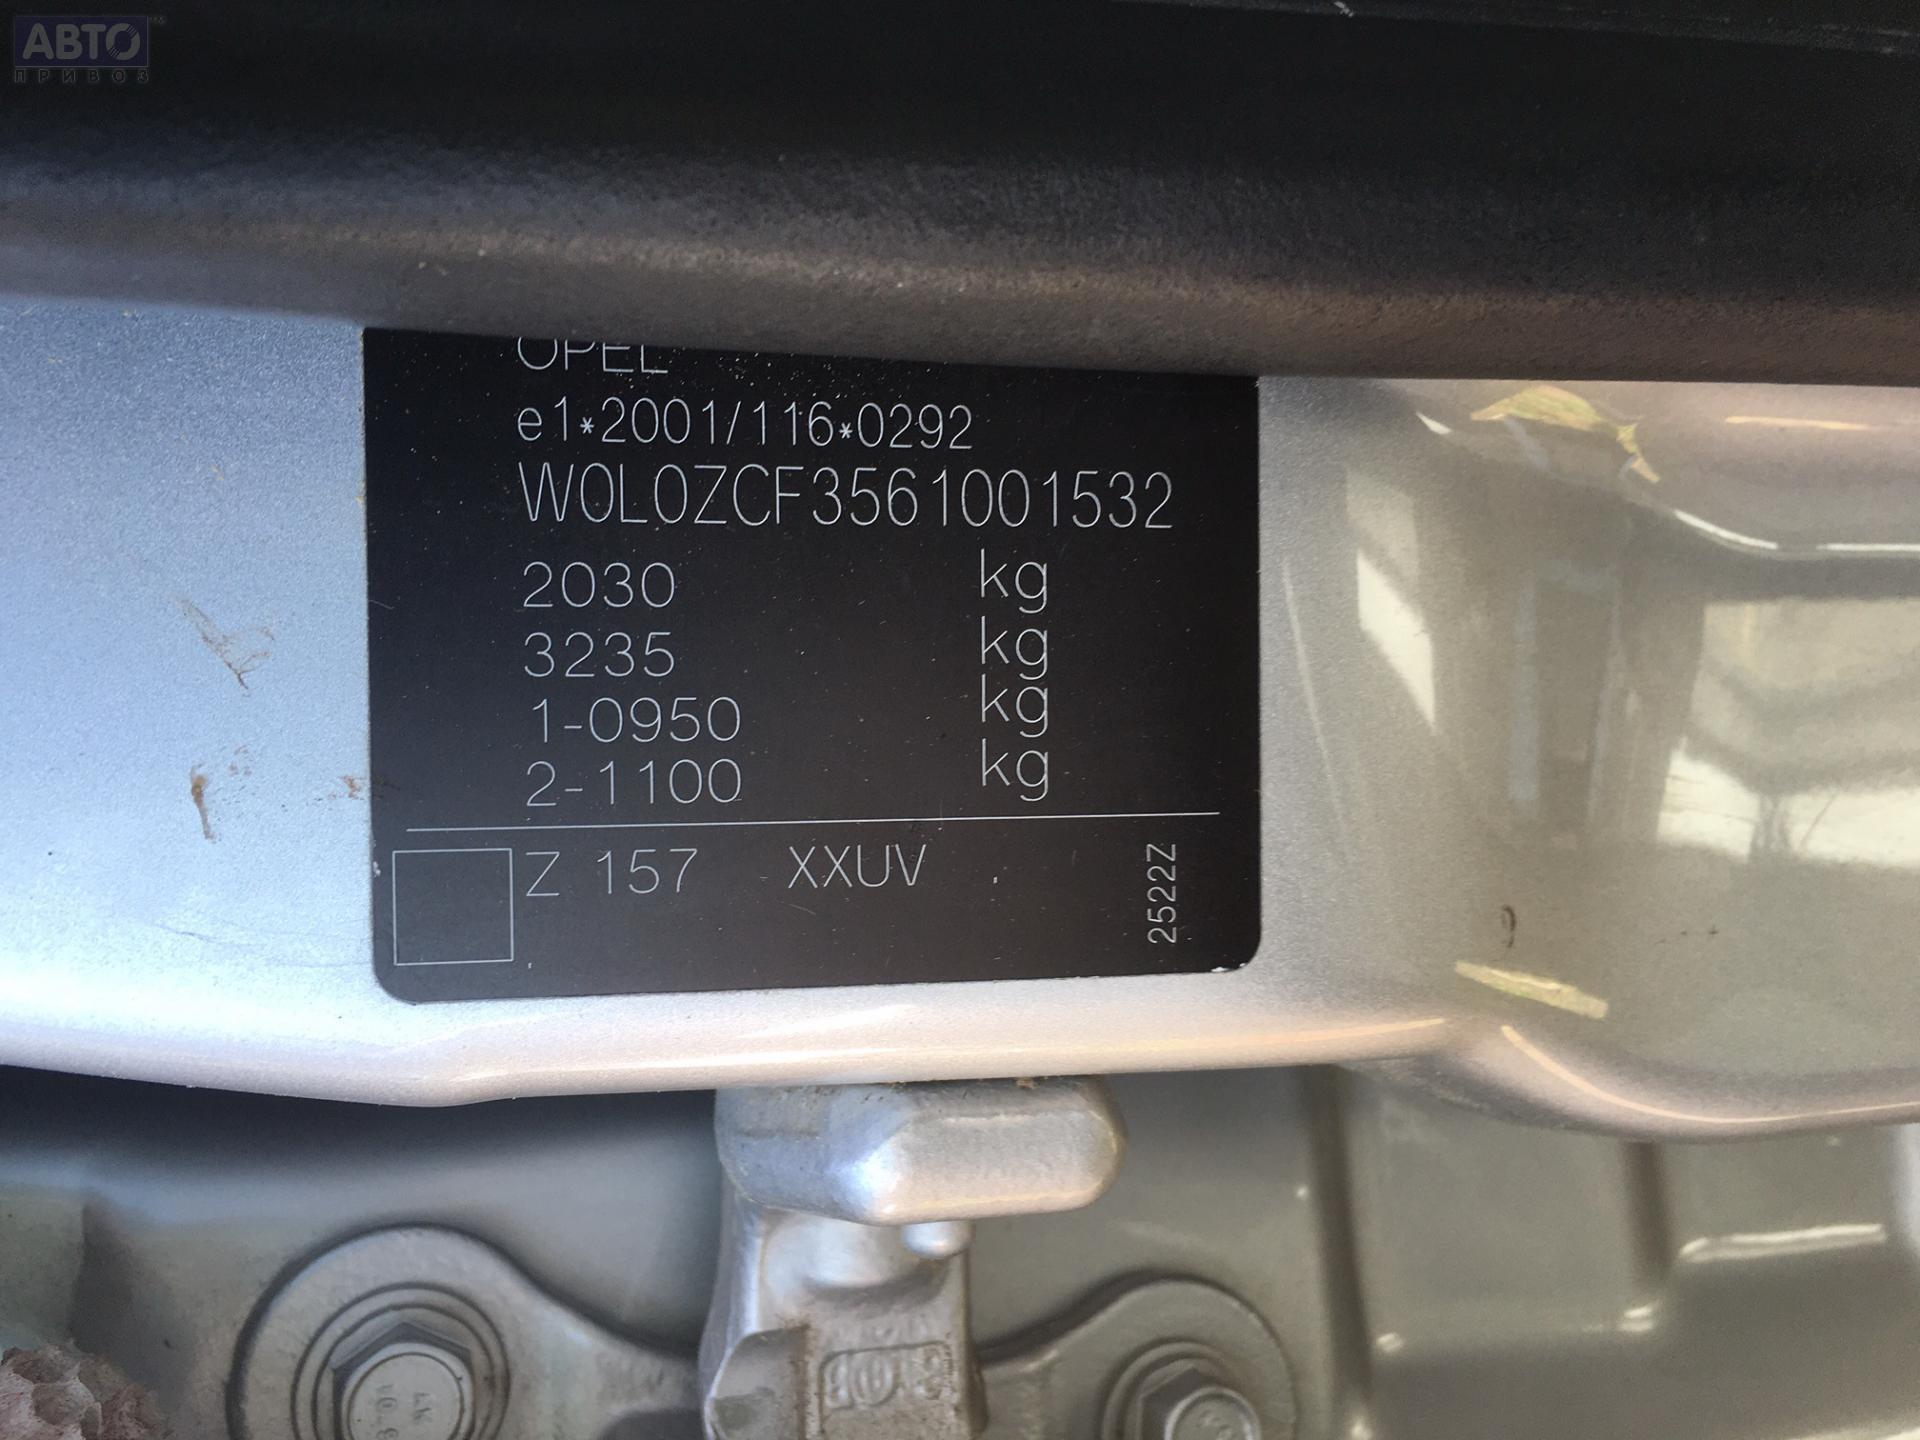 АВТО
ПРИВОЗ
OPEL
e1*2001/116*0292
W0L0ZCF3561001532
2030 kg
3235 kg
1-0950 kg
2-1100 kg
Z 157 XXUV
2522Z